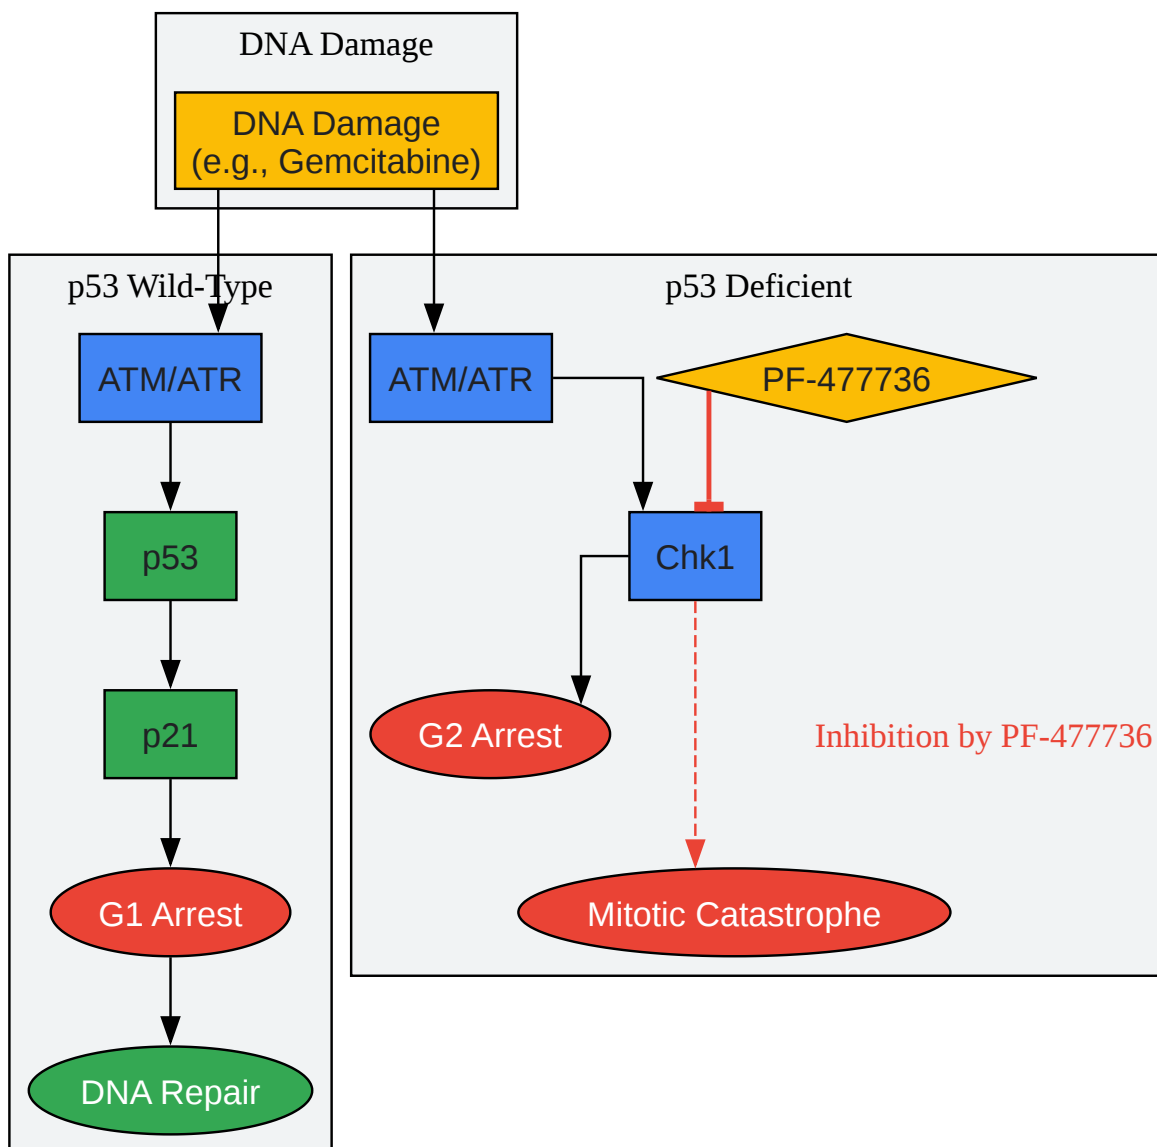 DNA Damage
DNA Damage
(e.g., Gemcitabine)
p53 Wild-Type
ATM/ATR
p53
p21
G1 Arrest
DNA Repair
p53 Deficient
ATM/ATR
PF-477736
Chk1
G2 Arrest
Inhibition by PF-477736
Mitotic Catastrophe